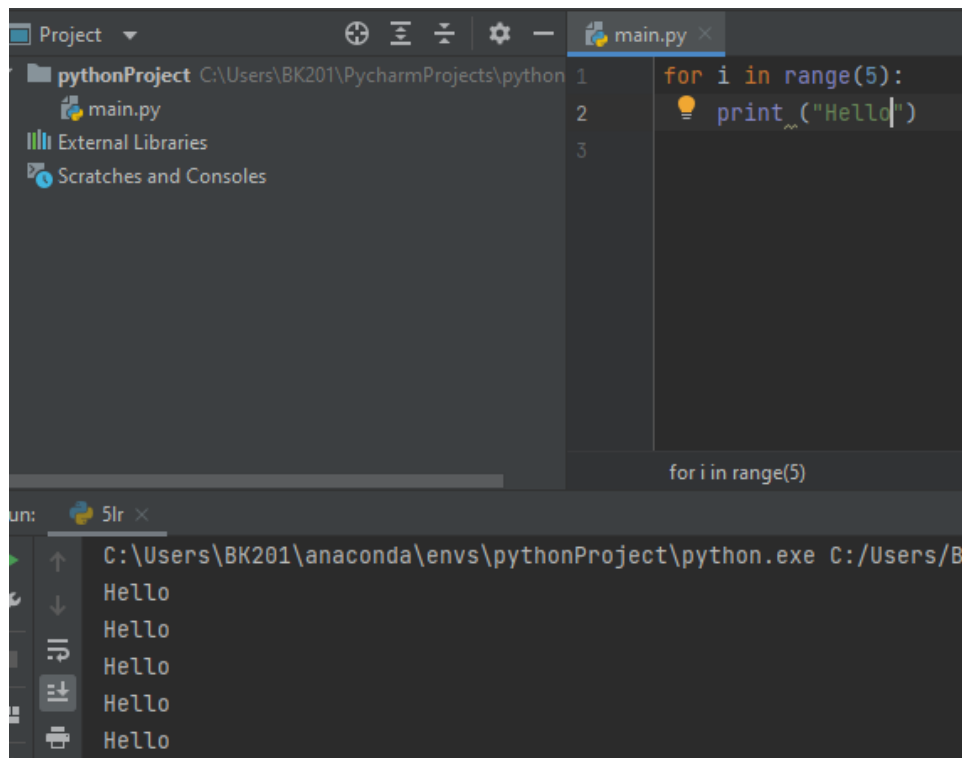 Project
main.py
pythonProject C:\Users\BK201\PycharmProjects\python
main.py
External Libraries
Scratches and Consoles
1 for i in range(5):
2 print ("Hello")
3
for i in range(5)
un: 5lr
C:\Users\BK201\anaconda\envs\pythonProject\python.exe C:/Users/B
Hello
Hello
Hello
Hello
Hello